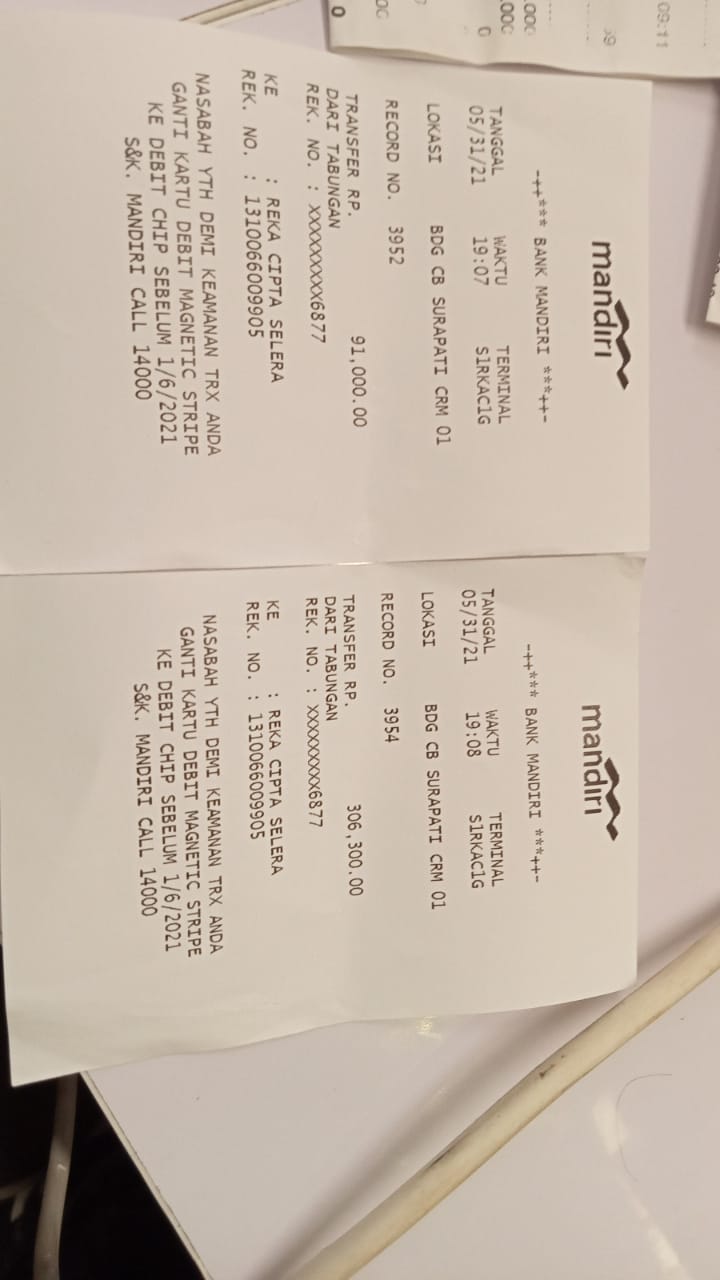 mandırı
-++*** BANK MANDIRI ***++-
TANGGAL WAKTU TERMINAL
05/31/21 19:07 S1RKAC1G
LOKASI BDG CB SURAPATI CRM 01
RECORD NO. 3952
TRANSFER RP. 91,000.00
DARI TABUNGAN
REK. NO. : XXXXXXXXX6877
KE : REKA CIPTA SELERA
REK. NO. : 1310066009905
NASABAH YTH DEMI KEAMANAN TRX ANDA
GANTI KARTU DEBIT MAGNETIC STRIPE
KE DEBIT CHIP SEBELUM 1/6/2021
S&K. MANDIRI CALL 14000
mandırı
-++*** BANK MANDIRI ***++-
TANGGAL WAKTU TERMINAL
05/31/21 19:08 S1RKAC1G
LOKASI BDG CB SURAPATI CRM 01
RECORD NO. 3954
TRANSFER RP. 306,300.00
DARI TABUNGAN
REK. NO. : XXXXXXXXX6877
KE : REKA CIPTA SELERA
REK. NO. : 1310066009905
NASABAH YTH DEMI KEAMANAN TRX ANDA
GANTI KARTU DEBIT MAGNETIC STRIPE
KE DEBIT CHIP SEBELUM 1/6/2021
S&K. MANDIRI CALL 14000
09:11